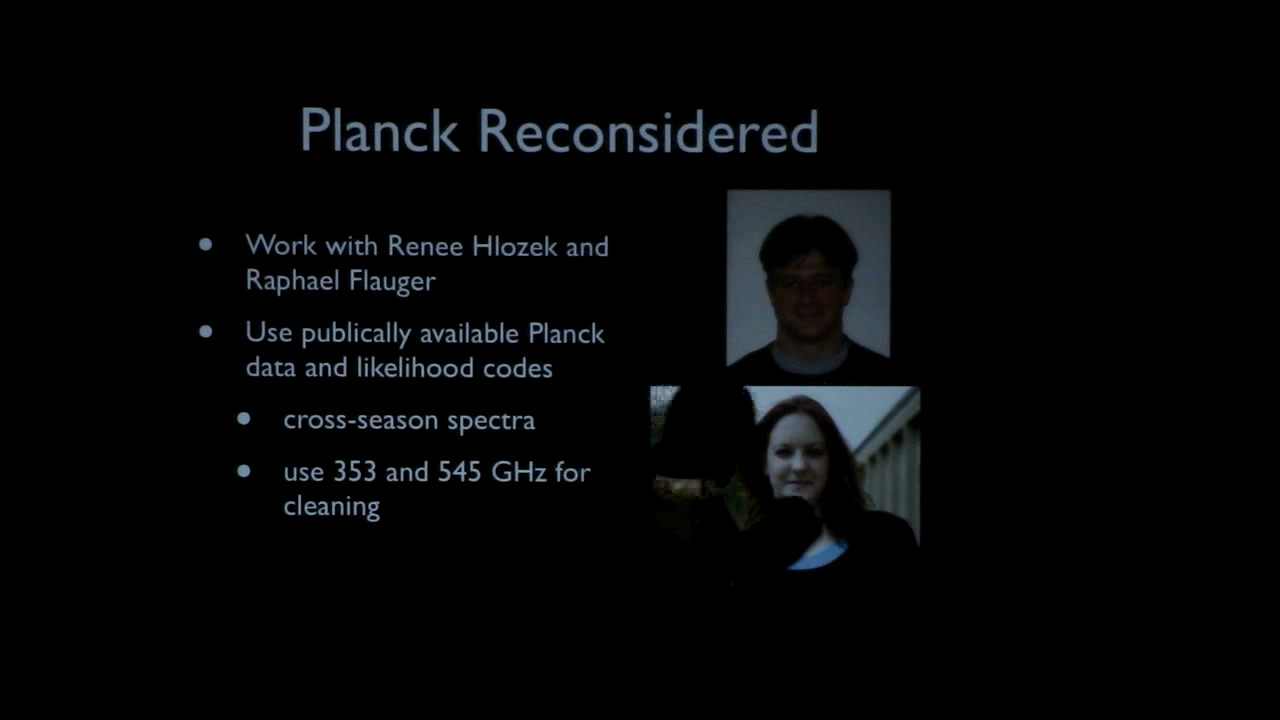 Planck Reconsidered
• Work with Renee Hlozek and
Raphael Flauger
• Use publically available Planck
data and likelihood codes
• cross-season spectra
• use 353 and 545 GHz for
cleaning